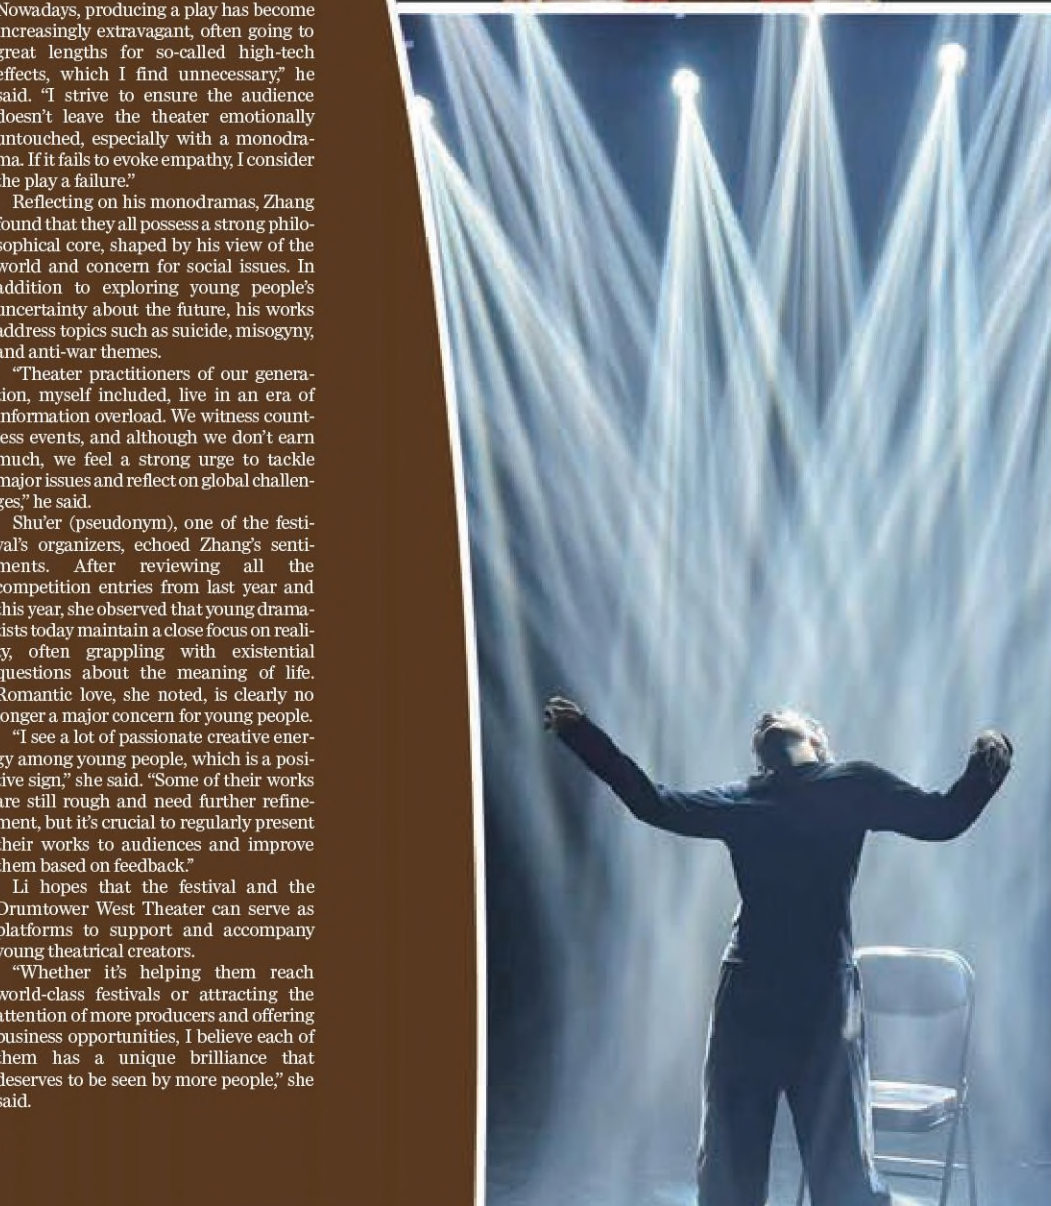 Nowadays, producing a play has become
ncreasingly extravagant, often going to
great lengths for so-called high-tech
effects, which I find unnecessary,” he
said. “I strive to ensure the audience
doesn’t leave the theater emotionally
untouched, especially with a monodra-
ma. If it fails to evoke empathy, I consider
the play a failure.”
Reflecting on his monodramas, Zhang
found that they all possess a strong philo-
sophical core, shaped by his view of the
world and concern for social issues. In
addition to exploring young people’s
uncertainty about the future, his works
address topics such as suicide, misogyny,
and anti-war themes.
“Theater practitioners of our genera-
tion, myself included, live in an era of
nformation overload. We witness count-
ess events, and although we don’t earn
much, we feel a strong urge to tackle
major issues and reflect on global challen-
ges,” he said.
Shu’er (pseudonym), one of the festi-
val’s organizers, echoed Zhang’s senti-
ments. After reviewing all the
competition entries from last year and
this year, she observed that young drama-
tists today maintain a close focus on reali-
ty, often grappling with existential
questions about the meaning of life.
Romantic love, she noted, is clearly no
onger a major concern for young people.
“I see a lot of passionate creative ener-
gy among young people, which is a posi-
tive sign,” she said. “Some of their works
are still rough and need further refine-
ment, but it’s crucial to regularly present
their works to audiences and improve
them based on feedback.”
Li hopes that the festival and the
Drumtower West Theater can serve as
platforms to support and accompany
young theatrical creators.
“Whether it’s helping them reach
world-class festivals or attracting the
attention of more producers and offering
business opportunities, I believe each of
them has a unique brilliance that
deserves to be seen by more people,” she
said.